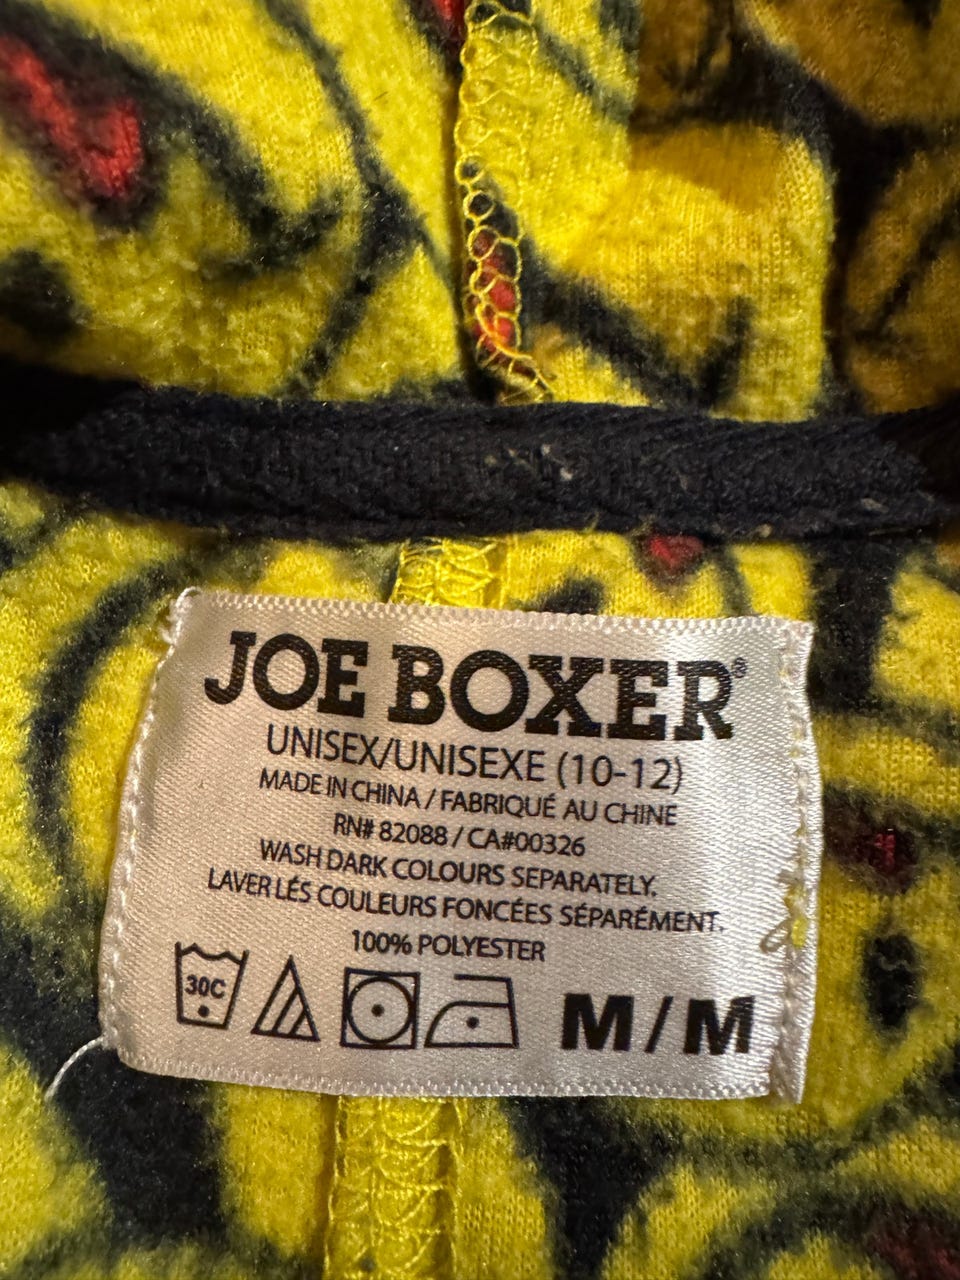 JOE BOXER®
UNISEX/UNISEXE (10-12)
MADE IN CHINA / FABRIQUÉ AU CHINE
RN# 82088 / CA#00326
WASH DARK COLOURS SEPARATELY.
LAVER LÉS COULEURS FONCÉES SÉPARÉMENT.
100% POLYESTER
30C
M / M